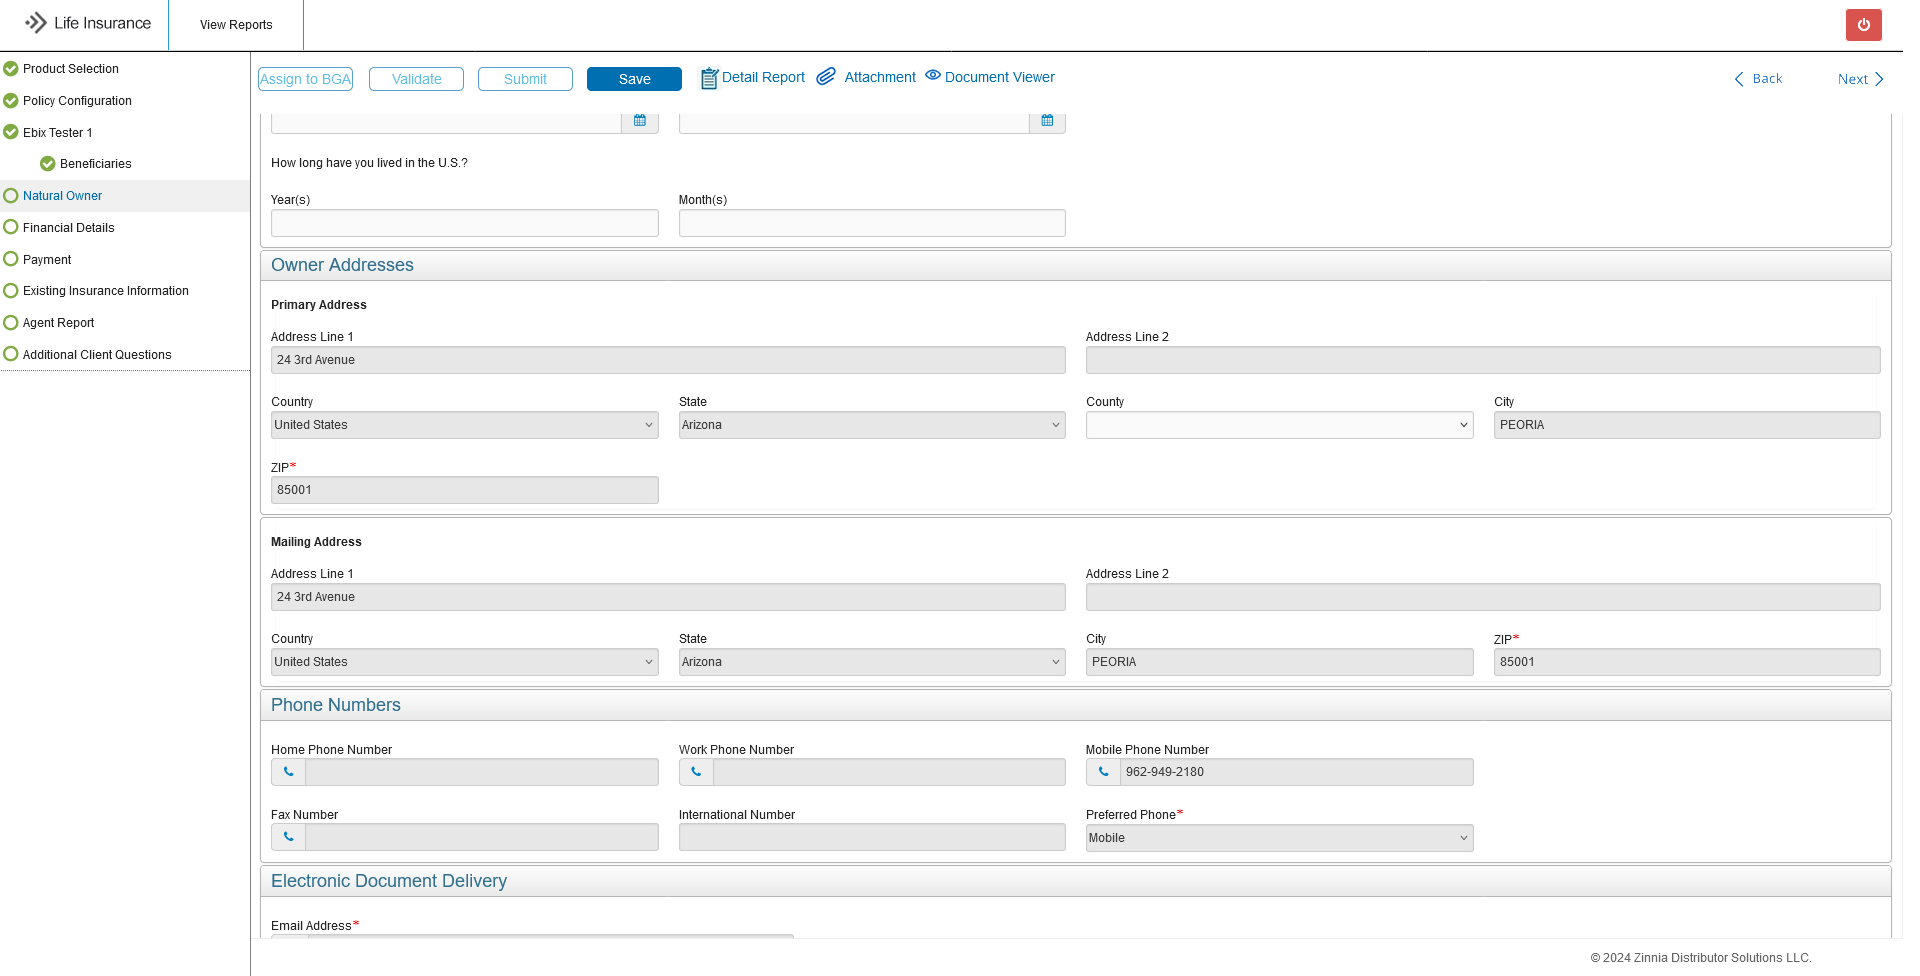 Life Insurance
View Reports
Product Selection
Policy Configuration
Ebix Tester 1
Beneficiaries
Natural Owner
Financial Details
Payment
Existing Insurance Information
Agent Report
Additional Client Questions
Assign to BGA Validate Submit Save Detail Report Attachment Document Viewer Back Next
How long have you lived in the U.S.?
Year(s) Month(s)
Owner Addresses
Primary Address
Address Line 1 Address Line 2
24 3rd Avenue
Country State County City
United States Arizona PEORIA
ZIP*
85001
Mailing Address
Address Line 1 Address Line 2
24 3rd Avenue
Country State City ZIP*
United States Arizona PEORIA 85001
Phone Numbers
Home Phone Number Work Phone Number Mobile Phone Number
962-949-2180
Fax Number International Number Preferred Phone*
Mobile
Electronic Document Delivery
Email Address*
© 2024 Zinnia Distributor Solutions LLC.